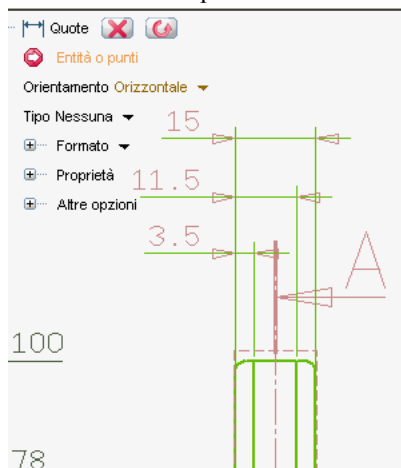 Quote
Entità o punti
Orientamento Orizzontale
Tipo Nessuna
15
Formato
Proprietà
11.5
Altre opzioni
3.5
A
100
78